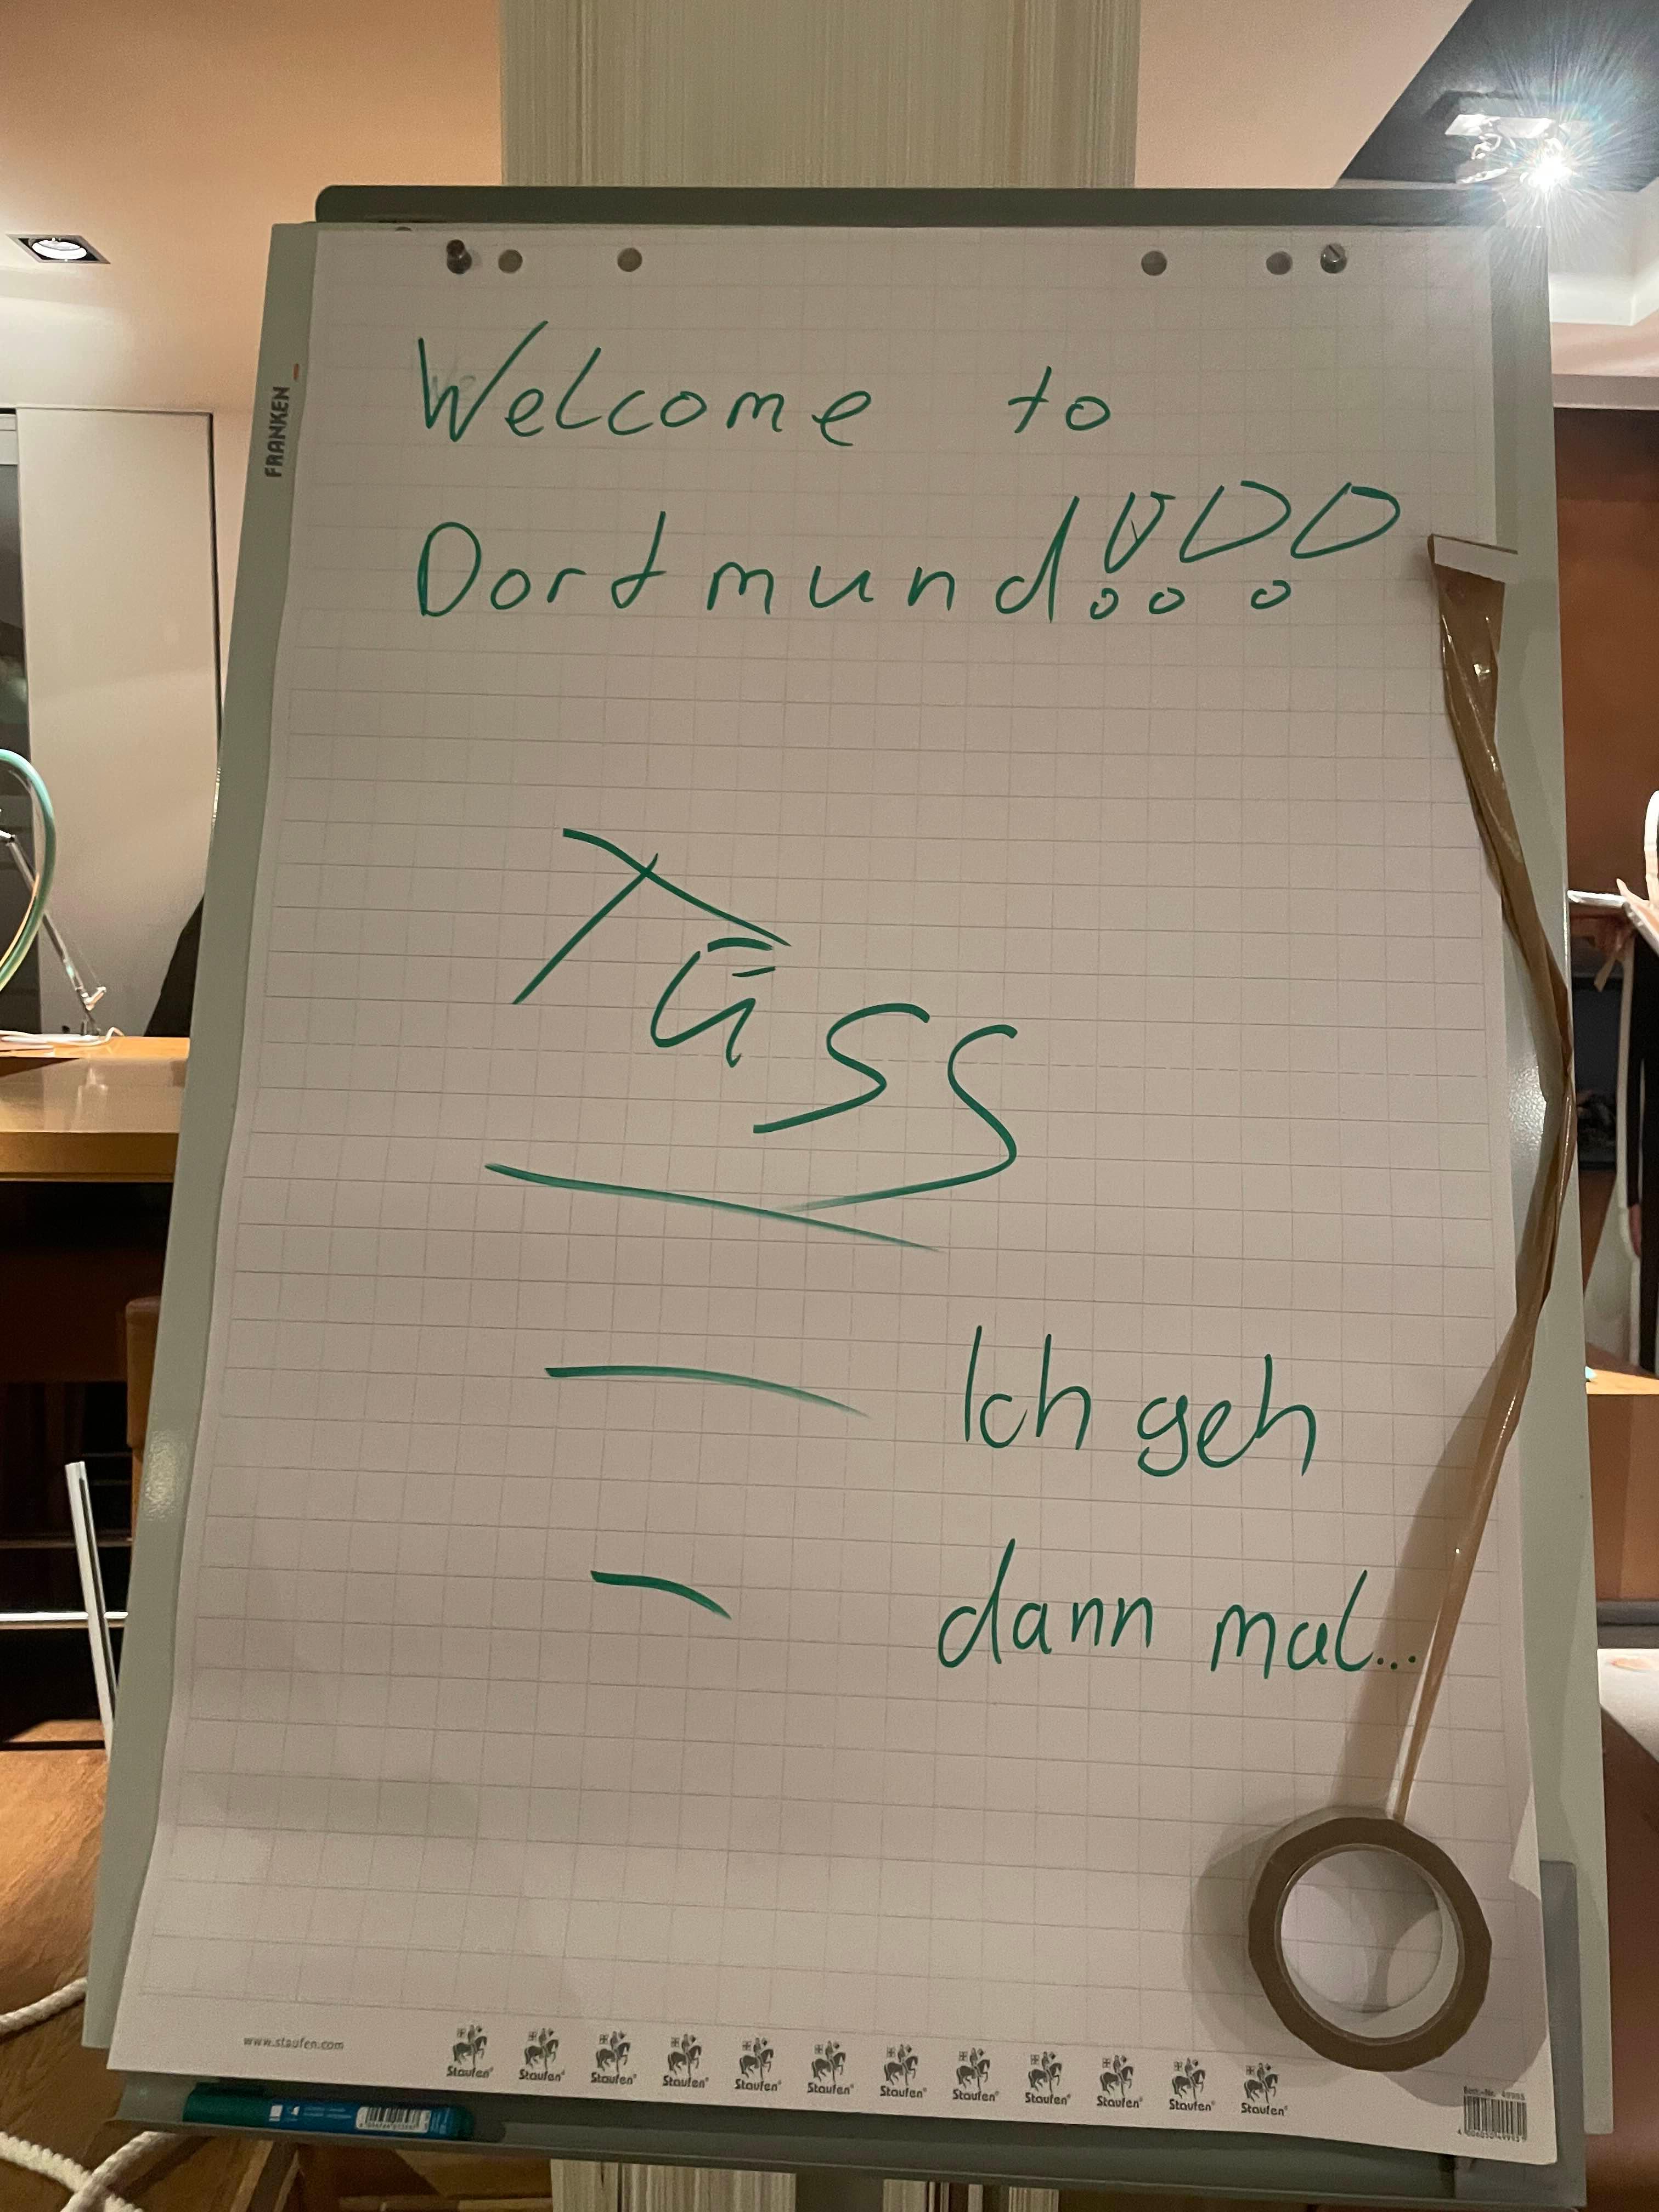 FRANKEN
Welcome to
Dortmund!!!
Tüss
Ich geh
dann mal...
www.staufen.com
Staufen® Staufen® Staufen® Staufen® Staufen® Staufen® Staufen® Staufen® Staufen® Staufen® Staufen® Staufen®